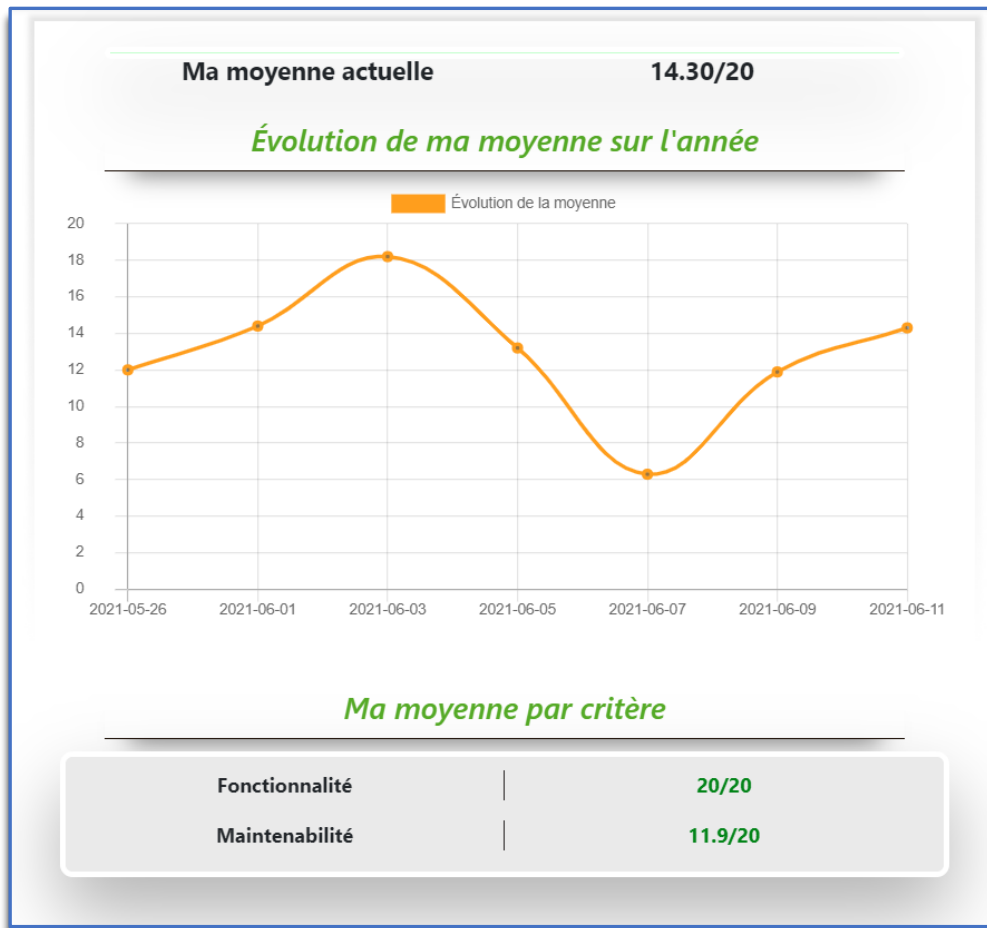 Ma moyenne actuelle 14.30/20
Évolution de ma moyenne sur l'année
Évolution de la moyenne
20
18
16
14
12
10
8
6
4
2
0
2021-05-26 2021-06-01 2021-06-03 2021-06-05 2021-06-07 2021-06-09 2021-06-11
Ma moyenne par critère
Fonctionnalité 20/20
Maintenabilité 11.9/20